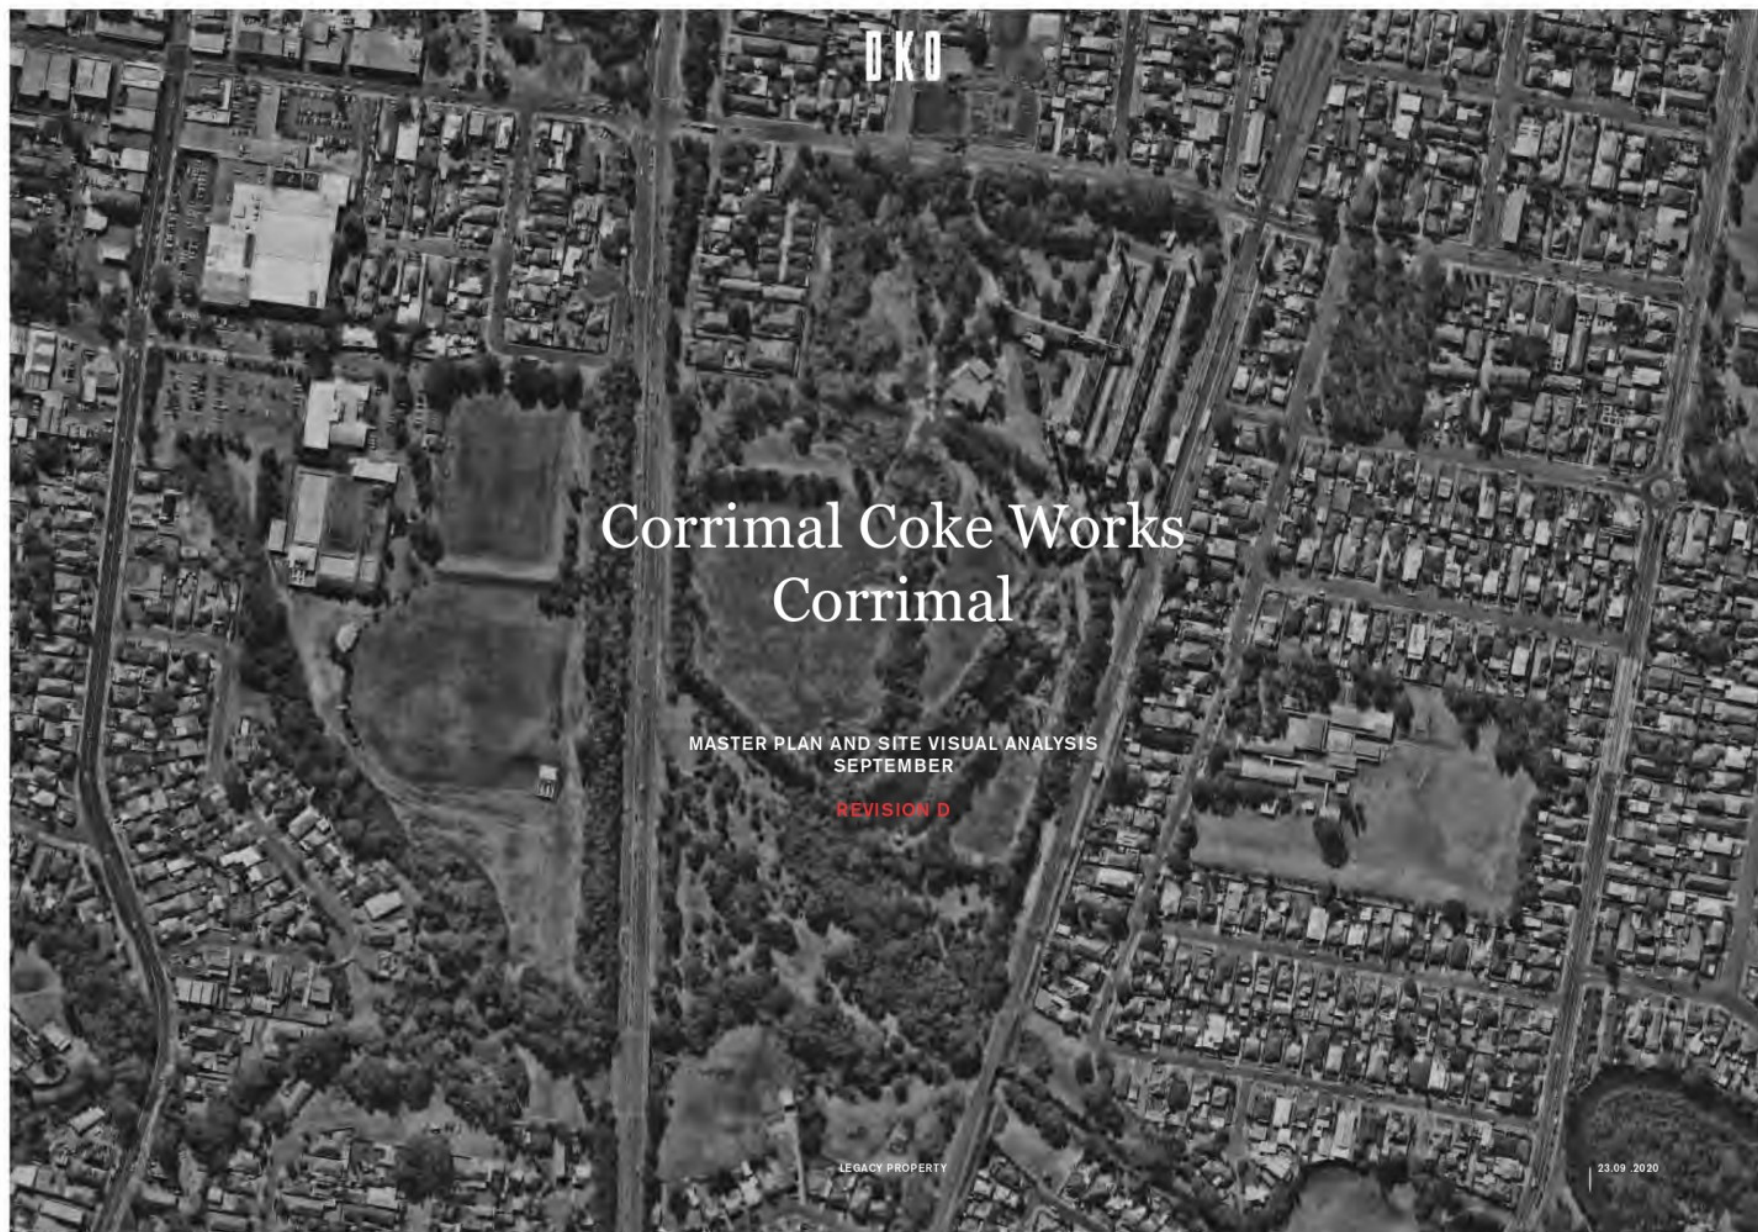 DKO
Corrimal Coke Works
Corrimal
MASTER PLAN AND SITE VISUAL ANALYSIS
SEPTEMBER
REVISION D
LEGACY PROPERTY
23.09 .2020